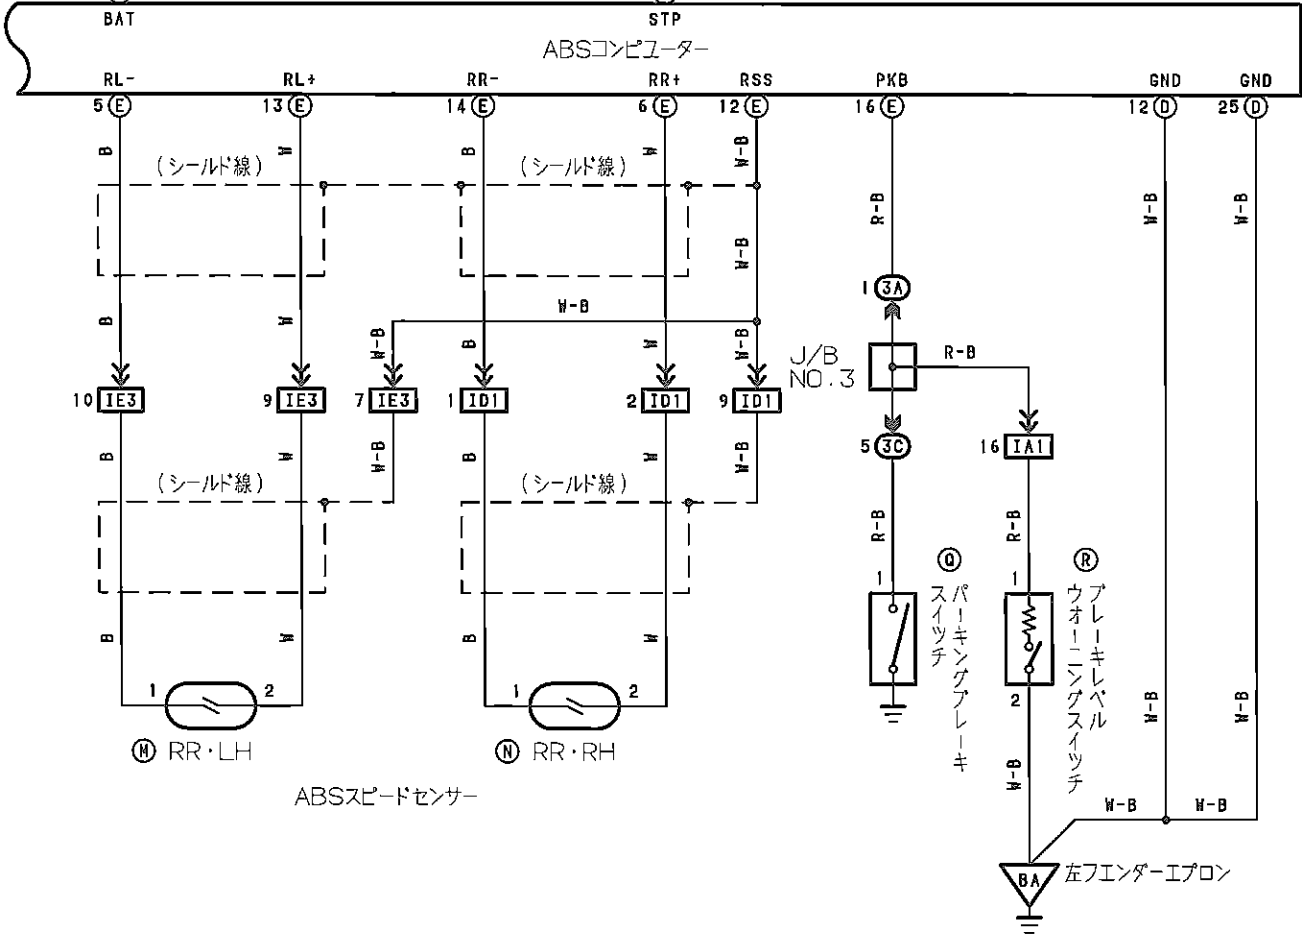 BAT STP
ABSコンピューター
RL- RL+ RR- RR+ RSS PKB GND GND
5 E 13 E 14 E 6 E 12 E 16 E 12 D 25 D
B W B W W-B
(シールド線) (シールド線)
R-B W-B W-B
W-B
1 3A
W-B
B W W-B B W W-B
J/B
NO.3
R-B
10 IE3 9 IE3 7 IE3 1 ID1 2 ID1 9 ID1
5 3C 16 IA1
B W W-B B W W-B
(シールド線) (シールド線)
R-B R-B
Q R
1 パーキングブレーキ
スイッチ
1 ブレーキレベル
ウオーニングスイッチ
B W B W
1 2 1 2
2
W-B W-B
M RR・LH N RR・RH
W-B
ABSスピードセンサー
W-B W-B
BA 左フエンダーエプロン